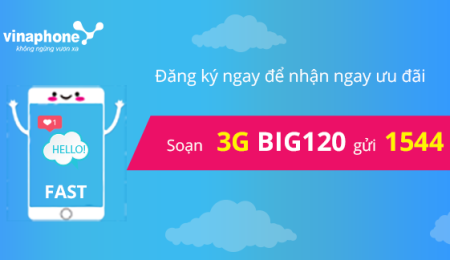 vinaphone
không ngừng vươn xa
Đăng ký ngay để nhận ngay ưu đãi
1
HELLO!
Soạn 3G BIG120 gửi 1544
FAST